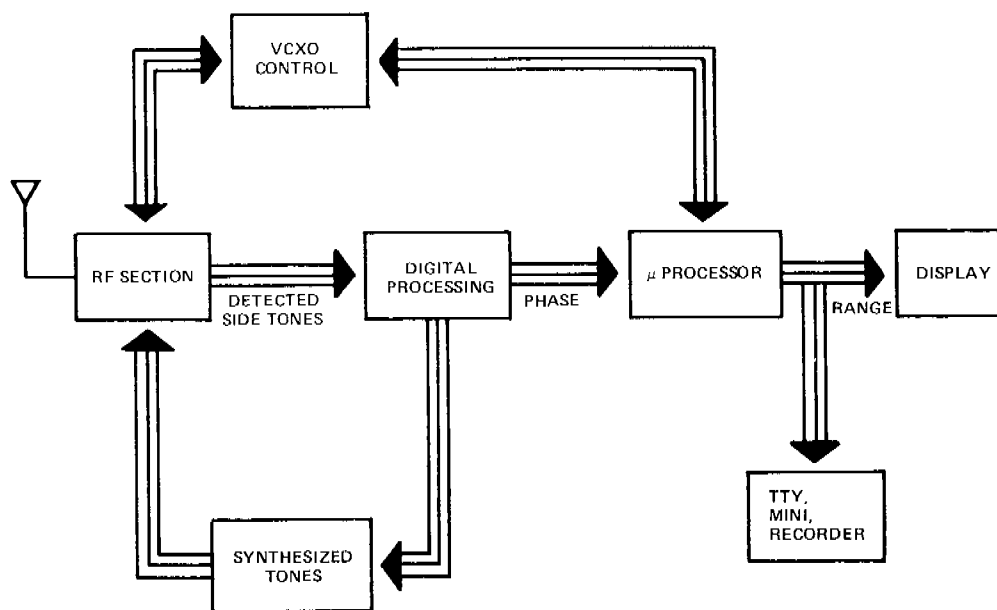 VCXO
CONTROL
RF SECTION
DETECTED
SIDE TONES
DIGITAL
PROCESSING
PHASE
μ PROCESSOR
RANGE
DISPLAY
SYNTHESIZED
TONES
TTY,
MINI,
RECORDER